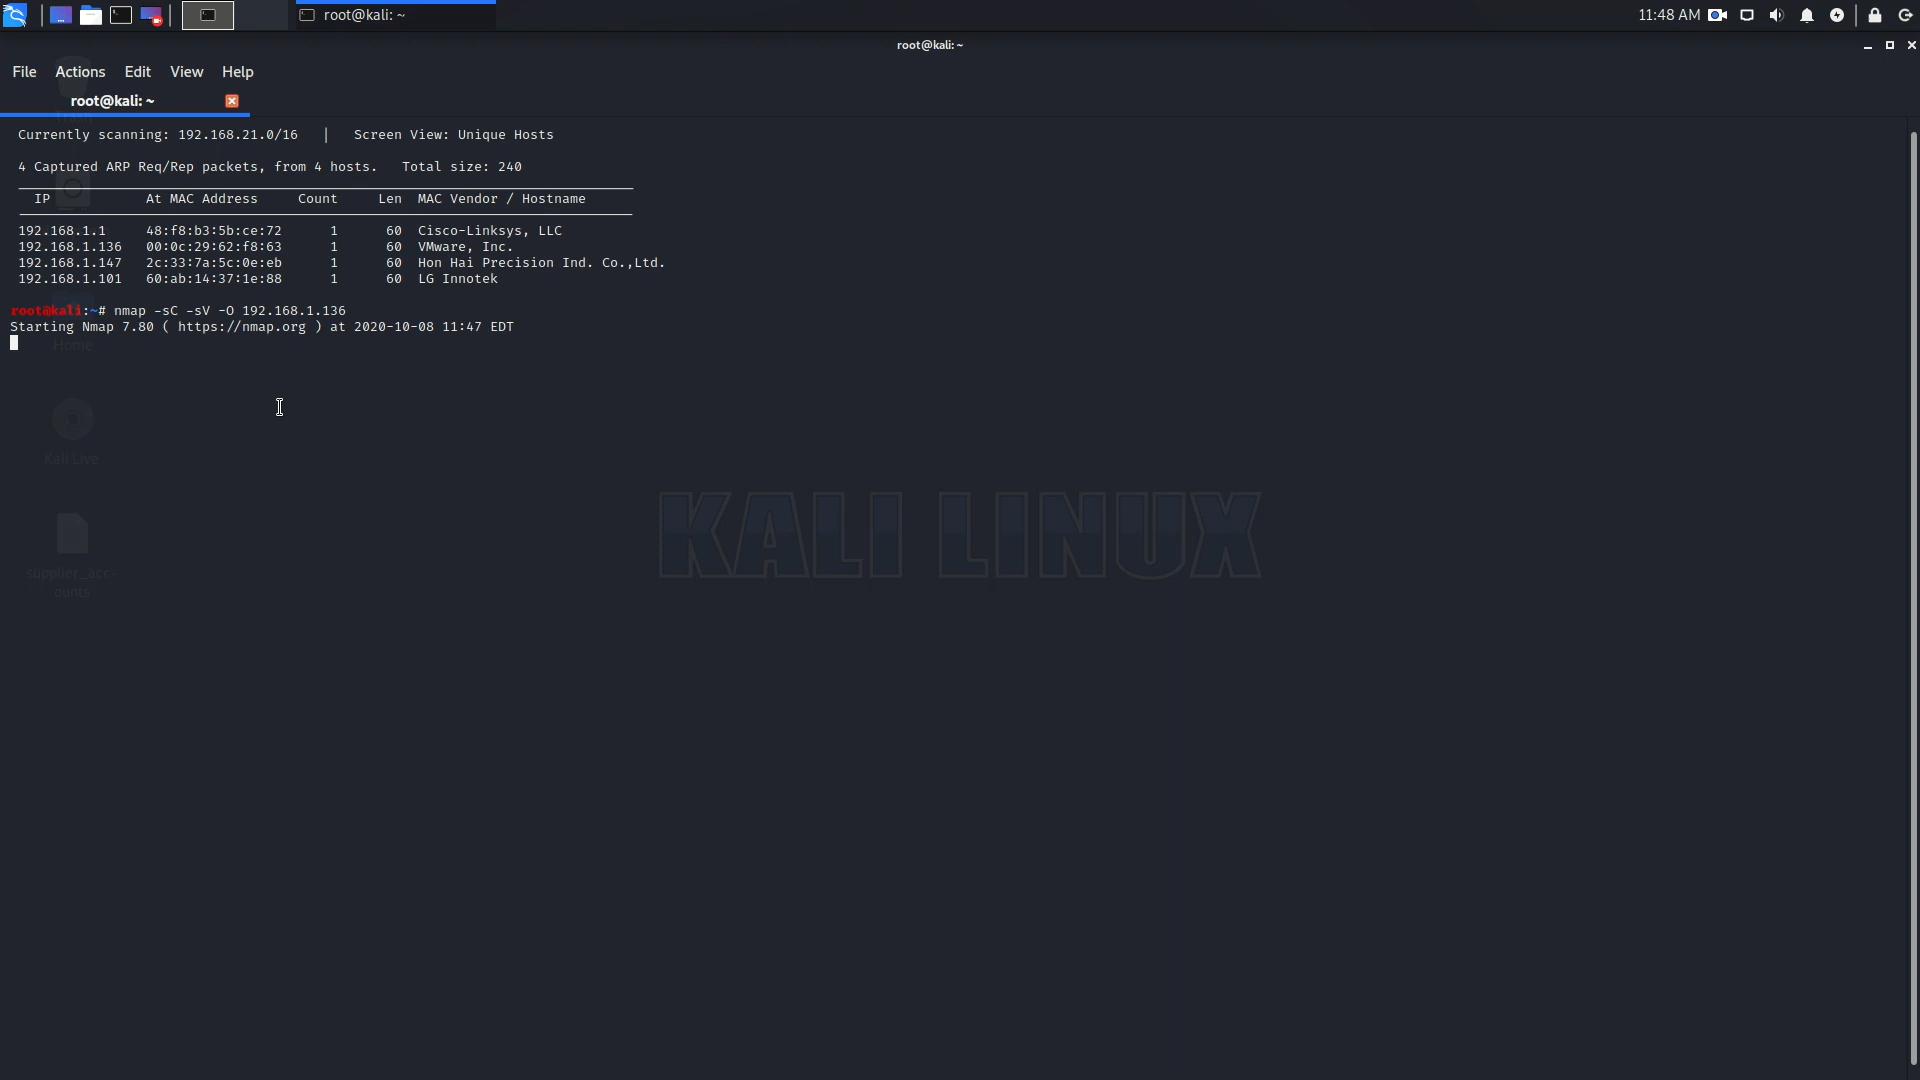 root@kali: ~
11:48 AM
root@kali: ~
File Actions Edit View Help
root@kali: ~
Trash
Currently scanning: 192.168.21.0/16 | Screen View: Unique Hosts
4 Captured ARP Req/Rep packets, from 4 hosts. Total size: 240
IP At MAC Address Count Len MAC Vendor / Hostname
192.168.1.1 48:f8:b3:5b:ce:72 1 60 Cisco-Linksys, LLC
192.168.1.136 00:0c:29:62:f8:63 1 60 VMware, Inc.
192.168.1.147 2c:33:7a:5c:0e:eb 1 60 Hon Hai Precision Ind. Co.,Ltd.
192.168.1.101 60:ab:14:37:1e:88 1 60 LG Innotek
root@kali:~# nmap -sC -sV -O 192.168.1.136
Starting Nmap 7.80 ( https://nmap.org ) at 2020-10-08 11:47 EDT
Home
Kali Live
KALI LINUX
supplier_acc-
ounts